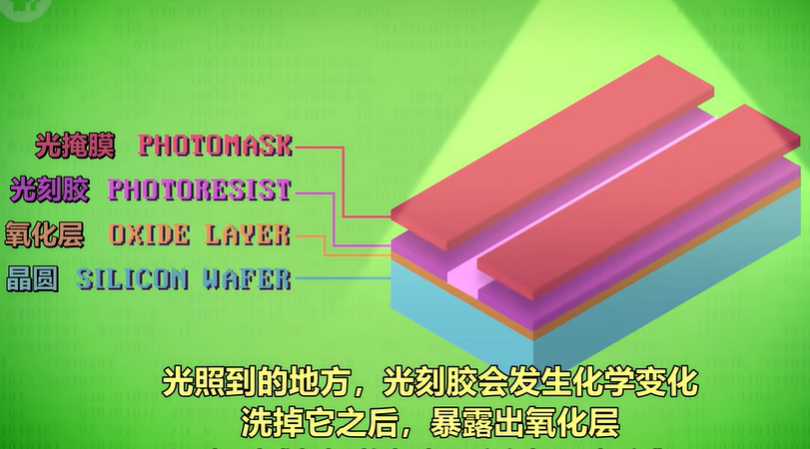 光掩膜 PHOTOMASK
光刻胶 PHOTORESIST
氧化层 OXIDE LAYER
晶圆 SILICON WAFER
光照到的地方，光刻胶会发生化学变化
洗掉它之后，暴露出氧化层